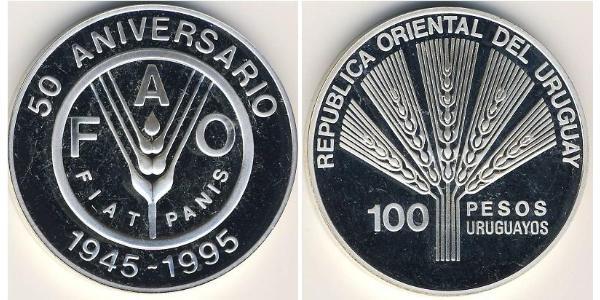 50 ANIVERSARIO
F A O
FIAT PANIS
1945-1995
REPUBLICA ORIENTAL DEL URUGUAY
100 PESOS
URUGUAYOS